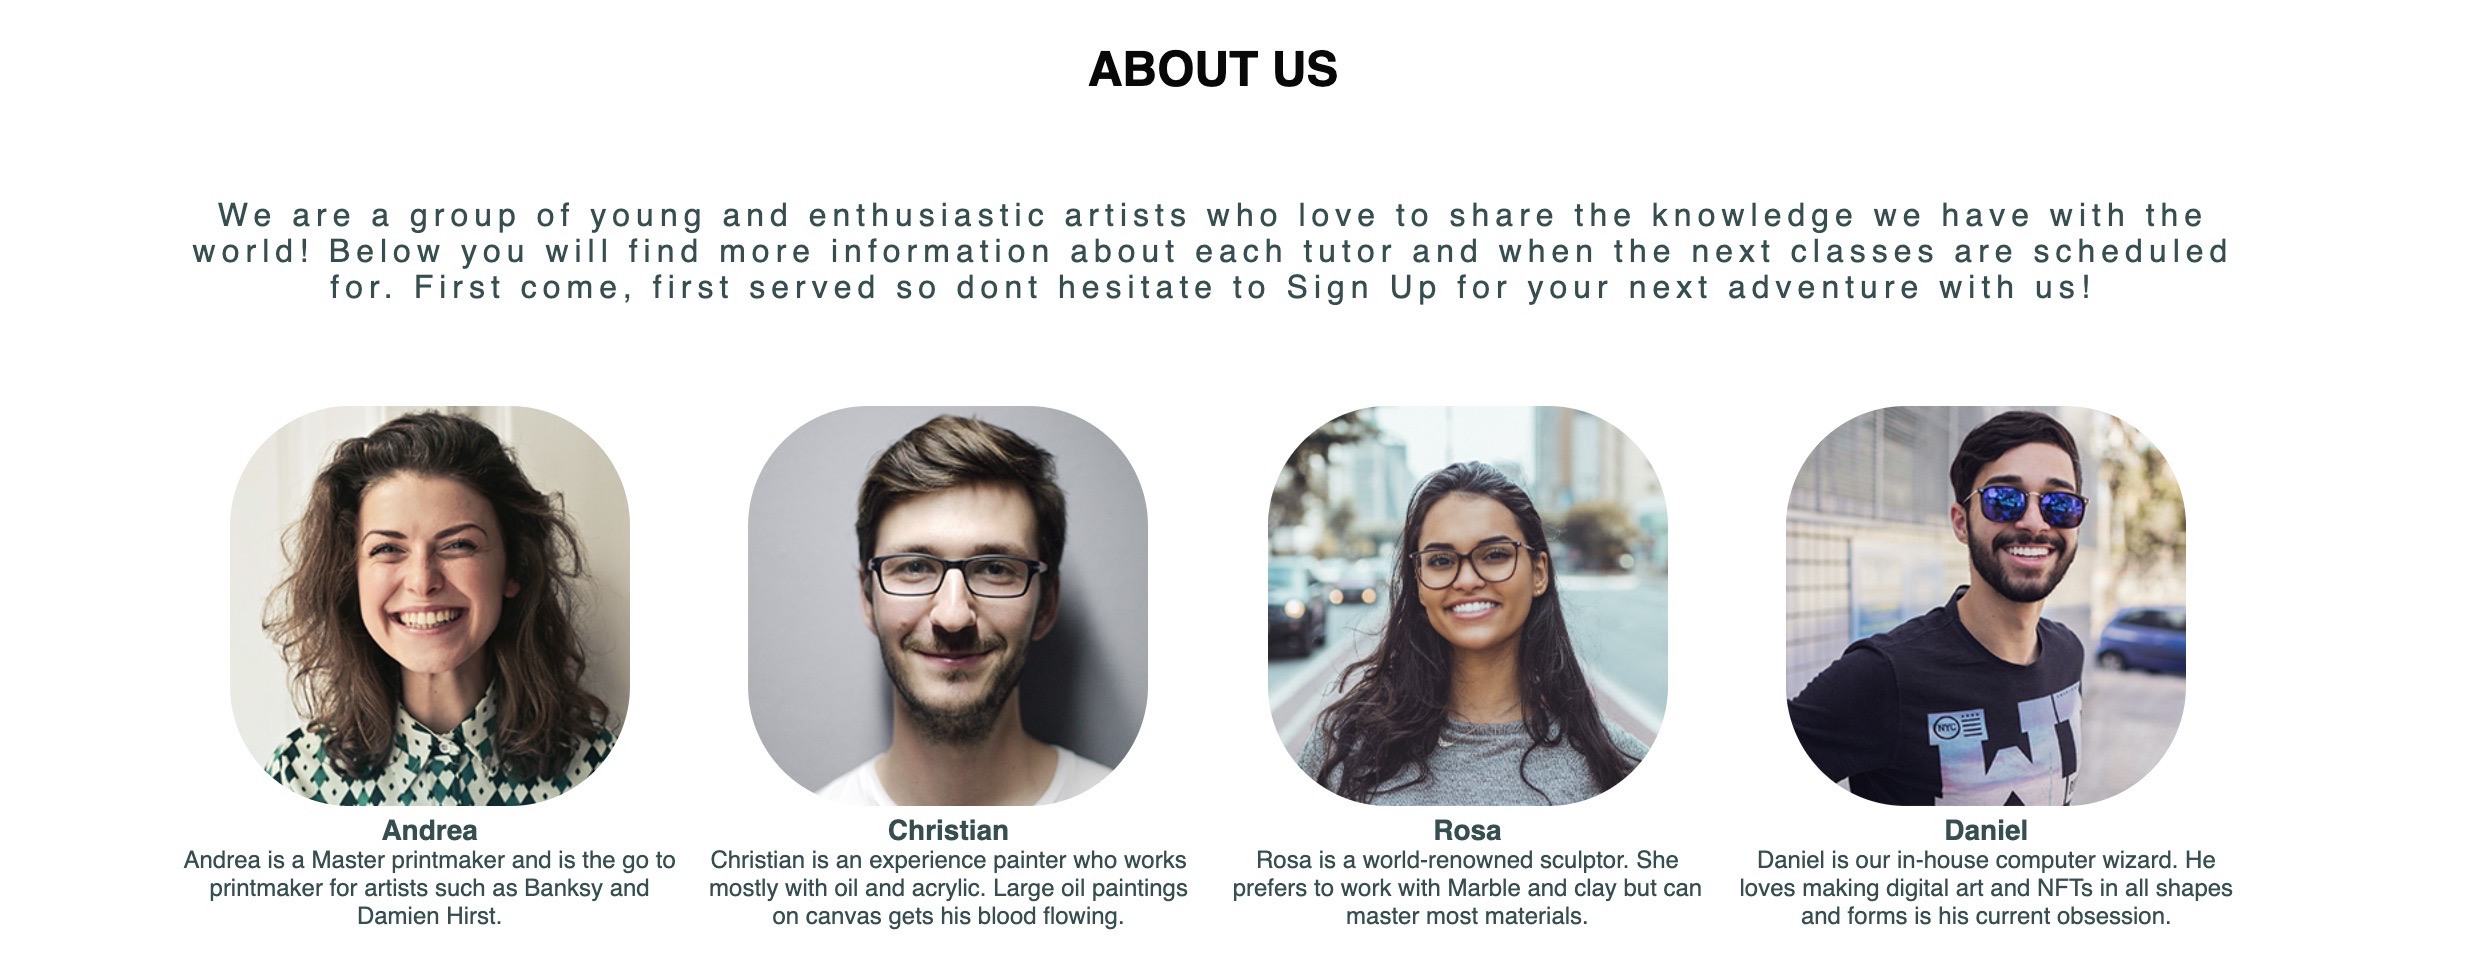 ABOUT US
We are a group of young and enthusiastic artists who love to share the knowledge we have with the
world! Below you will find more information about each tutor and when the next classes are scheduled
for. First come, first served so dont hesitate to Sign Up for your next adventure with us!
NYC
Andrea
Andrea is a Master printmaker and is the go to
printmaker for artists such as Banksy and
Damien Hirst.
Christian
Christian is an experience painter who works
mostly with oil and acrylic. Large oil paintings
on canvas gets his blood flowing.
Rosa
Rosa is a world-renowned sculptor. She
prefers to work with Marble and clay but can
master most materials.
Daniel
Daniel is our in-house computer wizard. He
loves making digital art and NFTs in all shapes
and forms is his current obsession.